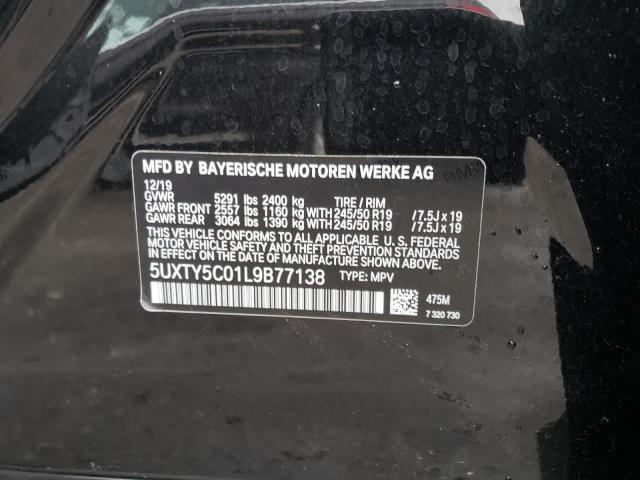 MFD BY BAYERISCHE MOTOREN WERKE AG
12/19
GVWR 5291 lbs 2400 kg TIRE / RIM
GAWR FRONT 2557 lbs 1160 kg WITH 245/50 R19 /7.5J x 19
GAWR REAR 3064 lbs 1390 kg WITH 245/50 R19 /7.5J x 19
THIS VEHICLE CONFORMS TO ALL APPLICABLE U. S. FEDERAL
MOTOR VEHICLE SAFETY AND THEFT PREVENTION STANDARDS
IN EFFECT ON THE DATE OF MANUFACTURE SHOWN ABOVE.
5UXTY5C01L9B77138 TYPE: MPV
475M
7 320 730
BMW